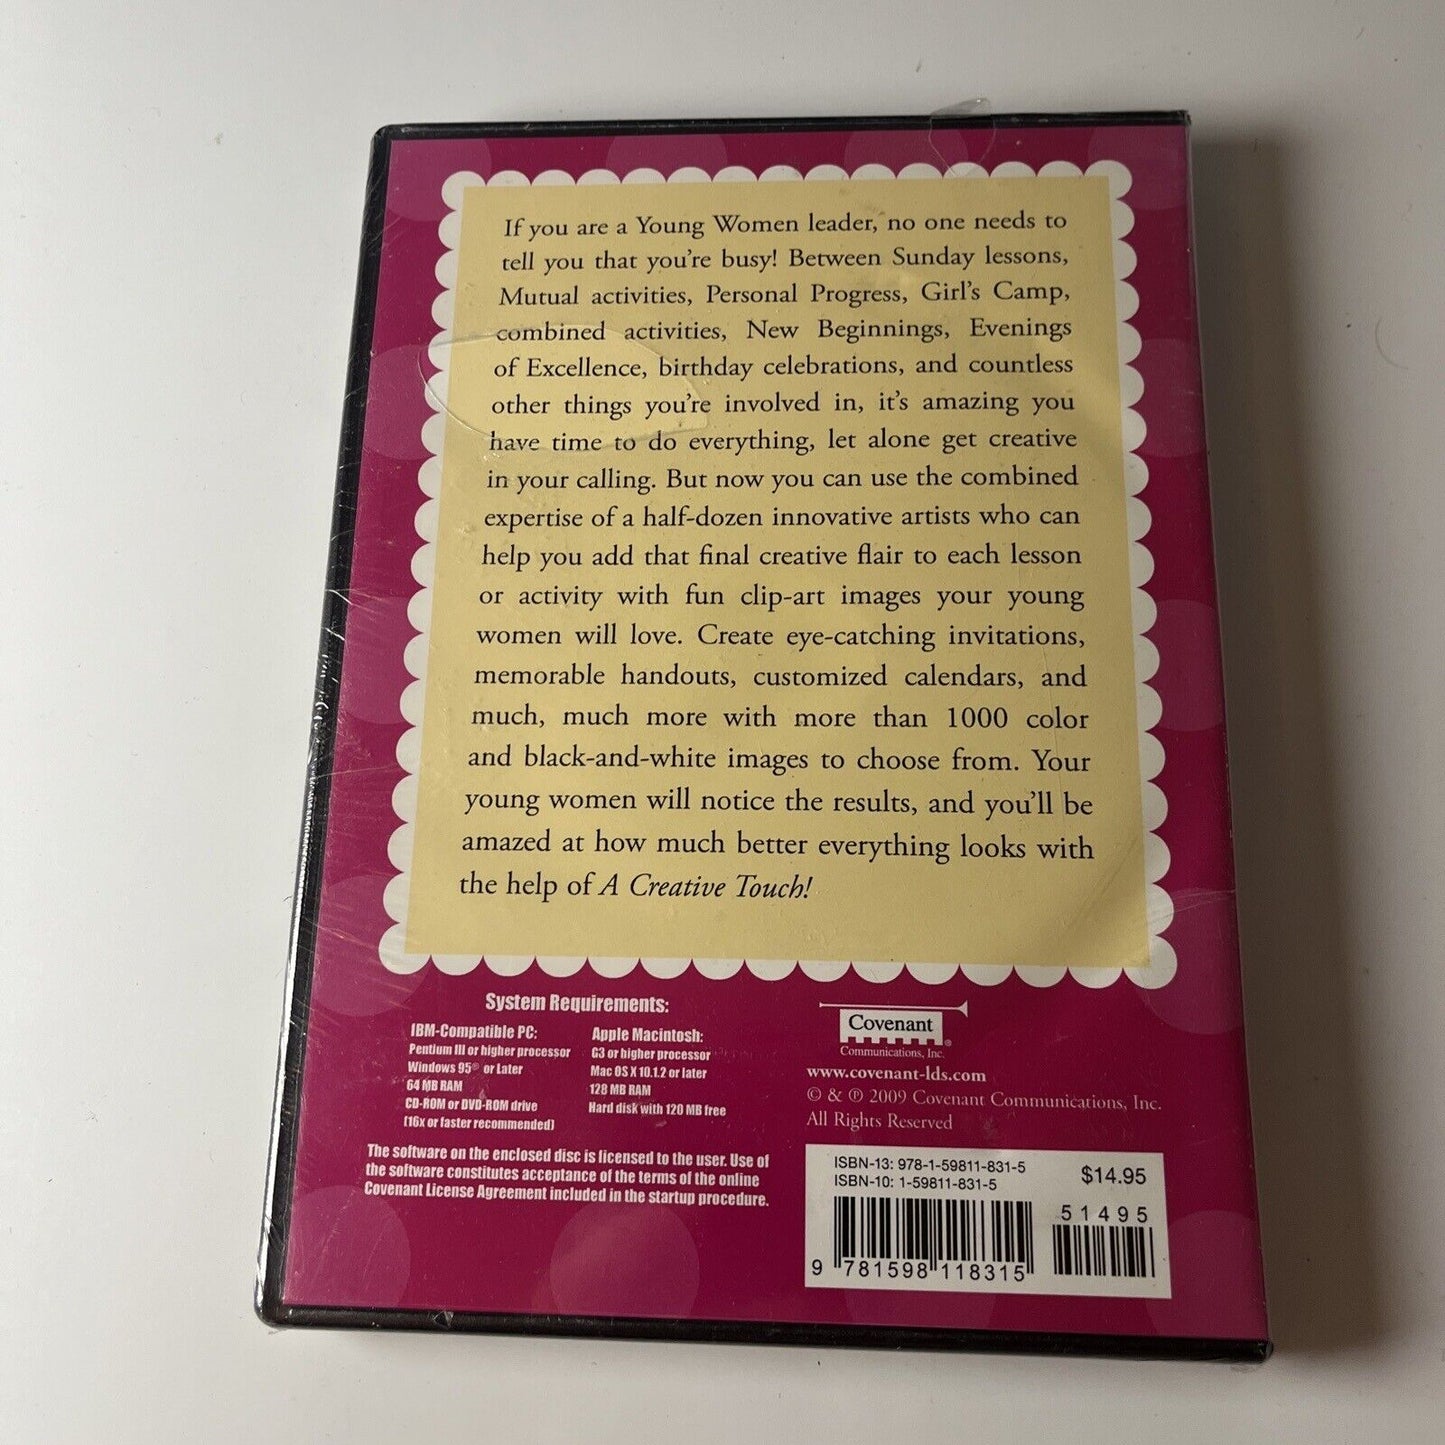 If you are a Young Women leader, no one needs to
tell you that you're busy! Between Sunday lessons,
Mutual activities, Personal Progress, Girl's Camp,
combined activities, New Beginnings, Evenings
of Excellence, birthday celebrations, and countless
other things you're involved in, it's amazing you
have time to do everything, let alone get creative
in your calling. But now you can use the combined
expertise of a half-dozen innovative artists who can
help you add that final creative flair to each lesson
or activity with fun clip-art images your young
women will love. Create eye-catching invitations,
memorable handouts, customized calendars, and
much, much more with more than 1000 color
and black-and-white images to choose from. Your
young women will notice the results, and you'll be
amazed at how much better everything looks with
the help of A Creative Touch!
System Requirements:
IBM-Compatible PC:
Pentium III or higher processor
Windows 95® or Later
64 MB RAM
CD-ROM or DVD-ROM drive
(16x or faster recommended)
Apple Macintosh:
G3 or higher processor
Mac OS X 10.1.2 or later
128 MB RAM
Hard disk with 120 MB free
The software on the enclosed disc is licensed to the user. Use of
the software constitutes acceptance of the terms of the online
Covenant License Agreement included in the startup procedure.
Covenant®
Communications, Inc.
www.covenant-lds.com
© & ℗ 2009 Covenant Communications, Inc.
All Rights Reserved
ISBN-13: 978-1-59811-831-5
ISBN-10: 1-59811-831-5
$14.95
51495
9 781598 118315